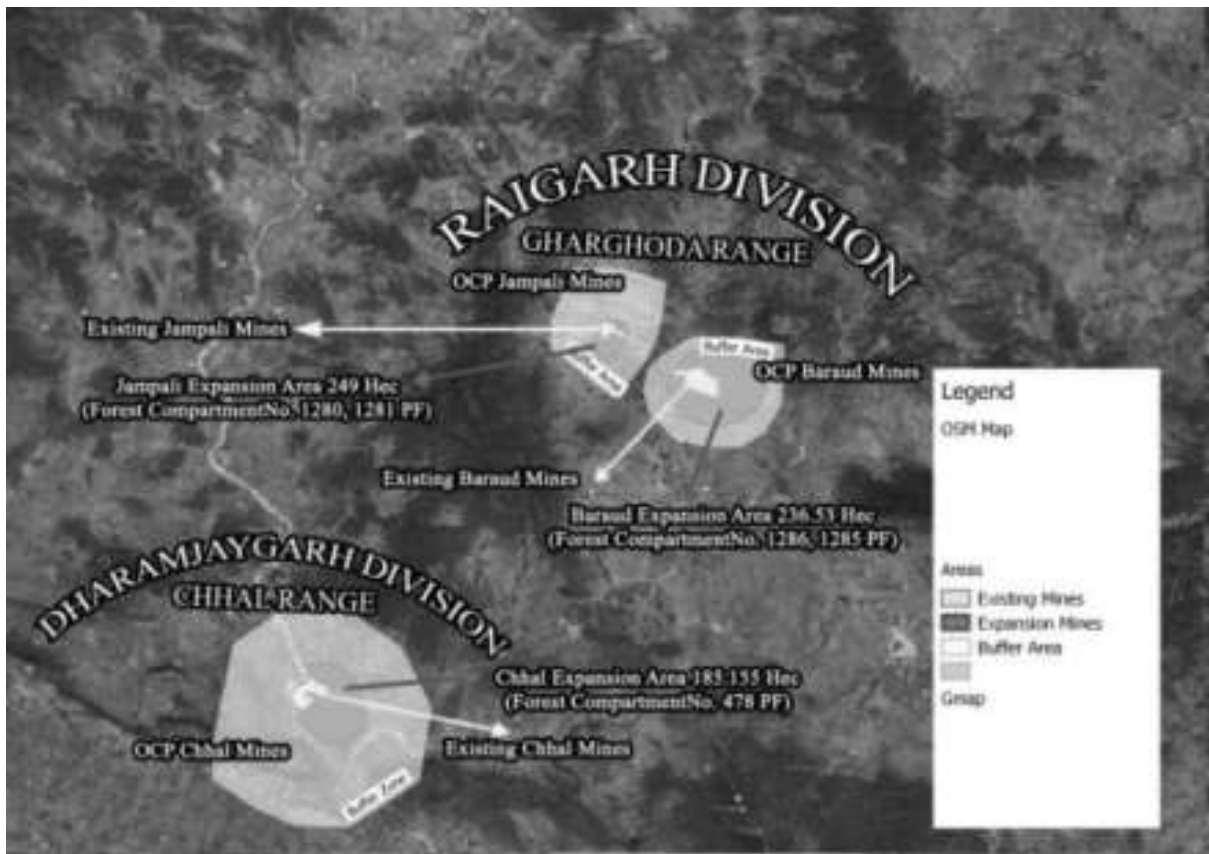 RAIGARH DIVISION
GHARGHODA RANGE
OCP Jampali Mines
Existing Jampali Mines
Buffer Area
Buffer Area
OCP Baraud Mines
Jampali Expansion Area 249 Hec
(Forest CompartmentNo. 1280, 1281 PF)
Existing Baraud Mines
Baraud Expansion Area 236.53 Hec
(Forest CompartmentNo. 1286, 1285 PF)
DHARAMJAYGARH DIVISION
CHHAL RANGE
Chhal Expansion Area 185.155 Hec
(Forest CompartmentNo. 478 PF)
OCP Chhal Mines
Existing Chhal Mines
Buffer Zone
Legend
OSM Map
Areas
Existing Mines
Expansion Mines
Buffer Area
Gmap